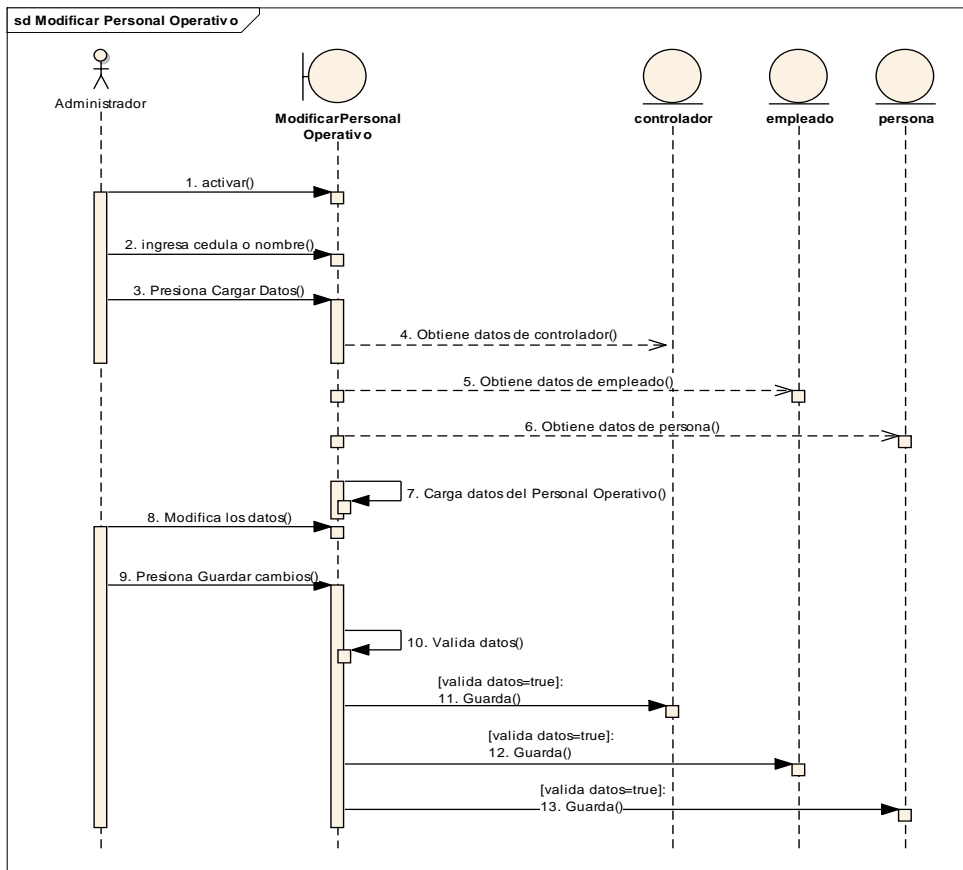 sd Modificar Personal Operativo
Administrador
ModificarPersonal
Operativo
controlador
empleado
persona
1. activar()
2. ingresa cedula o nombre()
3. Presiona Cargar Datos()
4. Obtiene datos de controlador()
5. Obtiene datos de empleado()
6. Obtiene datos de persona()
7. Carga datos del Personal Operativo()
8. Modifica los datos()
9. Presiona Guardar cambios()
10. Valida datos()
[valida datos=true]:
11. Guarda()
[valida datos=true]:
12. Guarda()
[valida datos=true]:
13. Guarda()